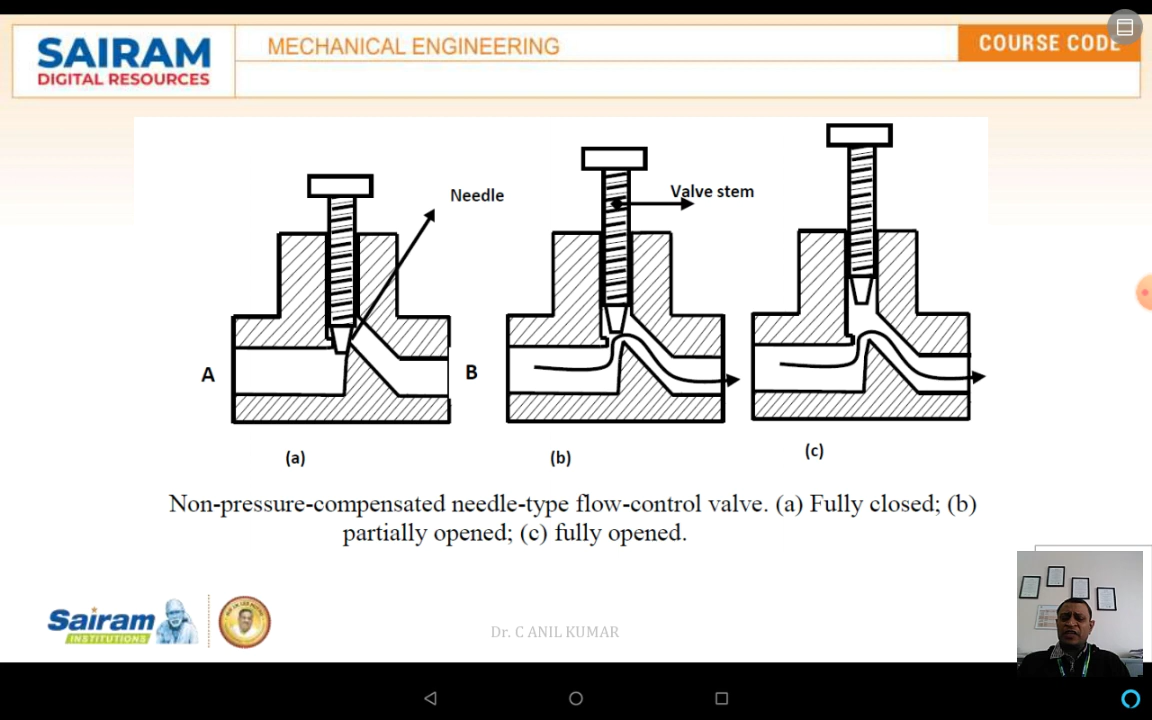 SAIRAM
DIGITAL RESOURCES
MECHANICAL ENGINEERING
COURSE CODE
Needle
Valve stem
A
B
(a)
(b)
(c)
Non-pressure-compensated needle-type flow-control valve. (a) Fully closed; (b)
partially opened; (c) fully opened.
Sairam
INSTITUTIONS
Dr. C ANIL KUMAR